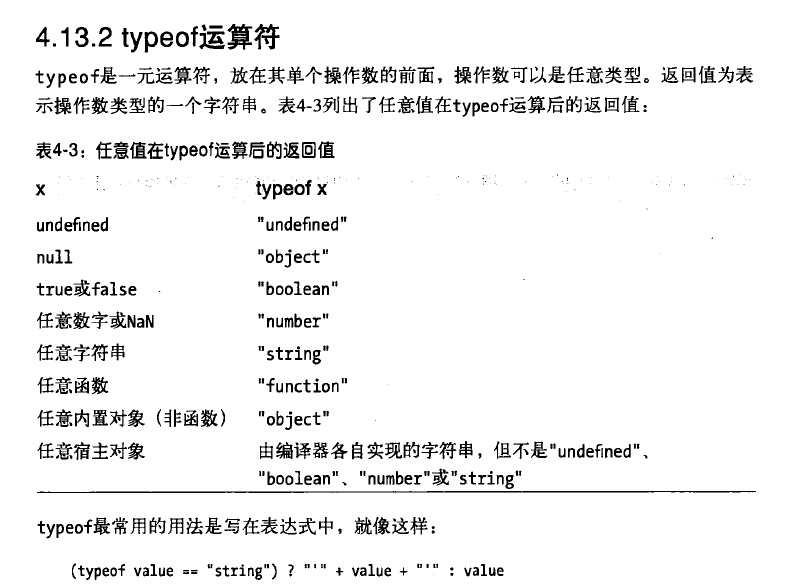 4.13.2 typeof运算符
typeof是一元运算符，放在其单个操作数的前面，操作数可以是任意类型。返回值为表
示操作数类型的一个字符串。表4-3列出了任意值在typeof运算后的返回值：
表4-3：任意值在typeof运算后的返回值
x typeof x
undefined "undefined"
null "object"
true或false "boolean"
任意数字或NaN "number"
任意字符串 "string"
任意函数 "function"
任意内置对象（非函数） "object"
任意宿主对象 由编译器各自实现的字符串，但不是"undefined"、
"boolean"、"number"或"string"
typeof最常用的用法是写在表达式中，就像这样：
(typeof value == "string") ? "'" + value + "'" : value